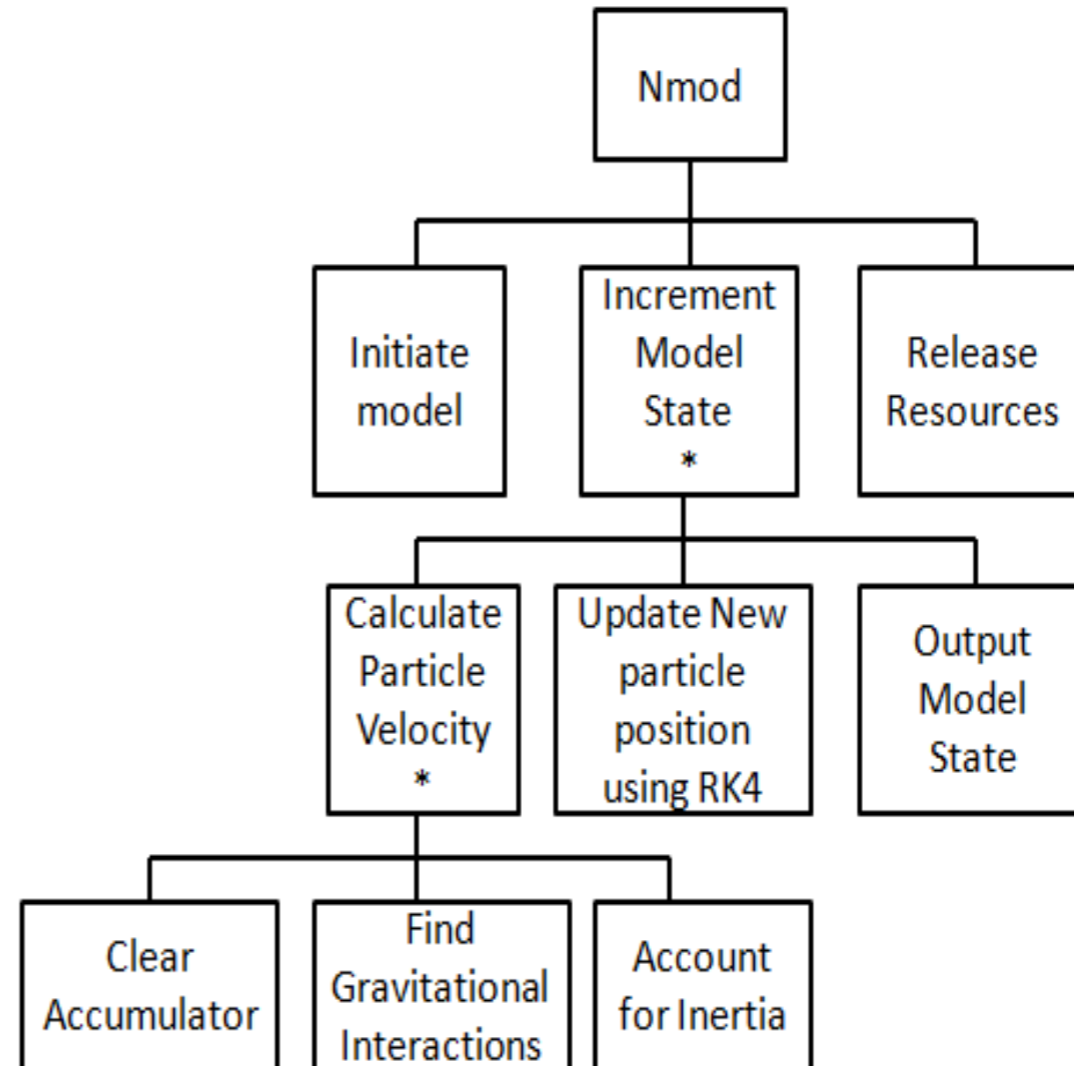 Nmod
Initiate
model
Increment
Model
State
*
Release
Resources
Calculate
Particle
Velocity
*
Update New
particle
position
using RK4
Output
Model
State
Clear
Accumulator
Find
Gravitational
Interactions
Account
for Inertia